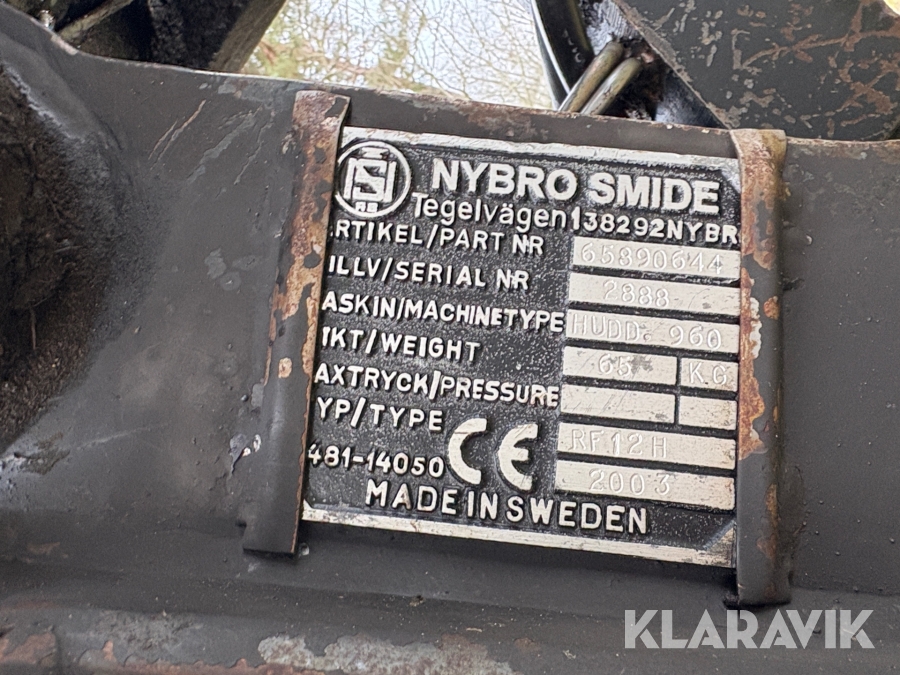 NYBRO SMIDE
Tegelvägen138292NYBR
RTIKEL/PART NR 65890644
ILLV/SERIAL NR 2888
ASKIN/MACHINETYPE HUDD 960
IKT/WEIGHT 65 KG
AXTRYCK/PRESSURE
YP/TYPE RF12H
481-14050 CE 2003
MADE IN SWEDEN
KLARAVIK